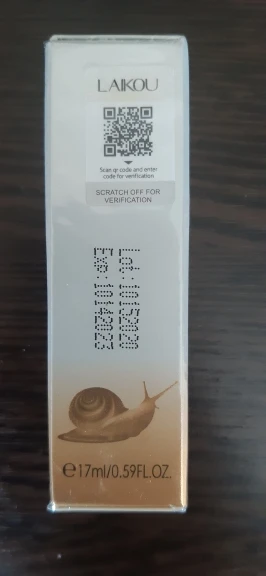 LAIKOU
Scan qr code and enter
code for verification
SCRATCH OFF FOR
VERIFICATION
Lot: 10152020
Exp: 10142023
e17ml/0.59FL.OZ.